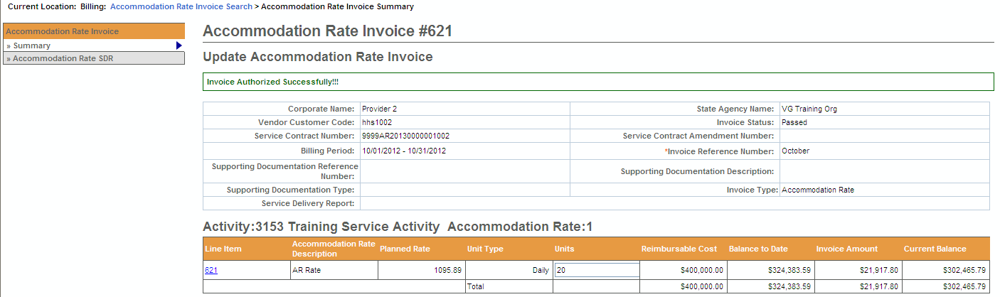 Current Location: Billing: Accommodation Rate Invoice Search > Accommodation Rate Invoice Summary
Accommodation Rate Invoice
» Summary
» Accommodation Rate SDR
Accommodation Rate Invoice #621
Update Accommodation Rate Invoice
Invoice Authorized Successfully!!!
Corporate Name: Provider 2 State Agency Name: VG Training Org
Vendor Customer Code: hhs1002 Invoice Status: Passed
Service Contract Number: 9999AR20130000001002 Service Contract Amendment Number:
Billing Period: 10/01/2012 - 10/31/2012 *Invoice Reference Number: October
Supporting Documentation Reference
Number: Supporting Documentation Description:
Supporting Documentation Type: Invoice Type: Accommodation Rate
Service Delivery Report:
Activity:3153 Training Service Activity Accommodation Rate:1
Line Item Accommodation Rate Description Planned Rate Unit Type Units Reimbursable Cost Balance to Date Invoice Amount Current Balance
621 AR Rate 1095.89 Daily 20 $400,000.00 $324,383.59 $21,917.80 $302,465.79
Total $400,000.00 $324,383.59 $21,917.80 $302,465.79